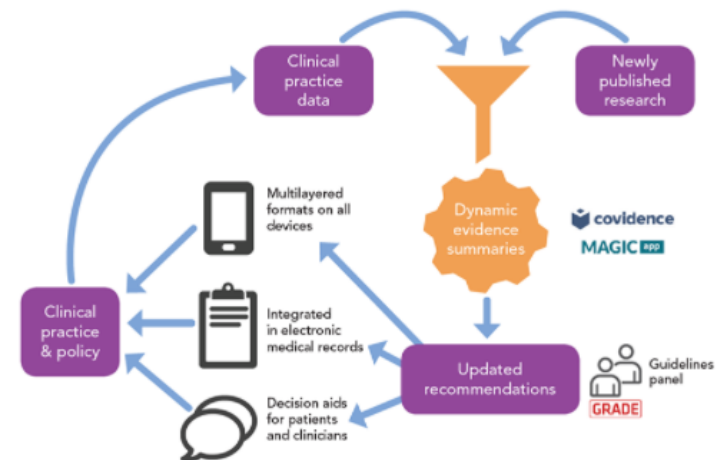 Clinical
practice
data
Newly
published
research
Multilayered
formats on all
devices
Dynamic
evidence
summaries
covidence
MAGIC app
Clinical
practice
& policy
Integrated
in electronic
medical records
Updated
recommendations
Guidelines
panel
GRADE
Decision aids
for patients
and clinicians